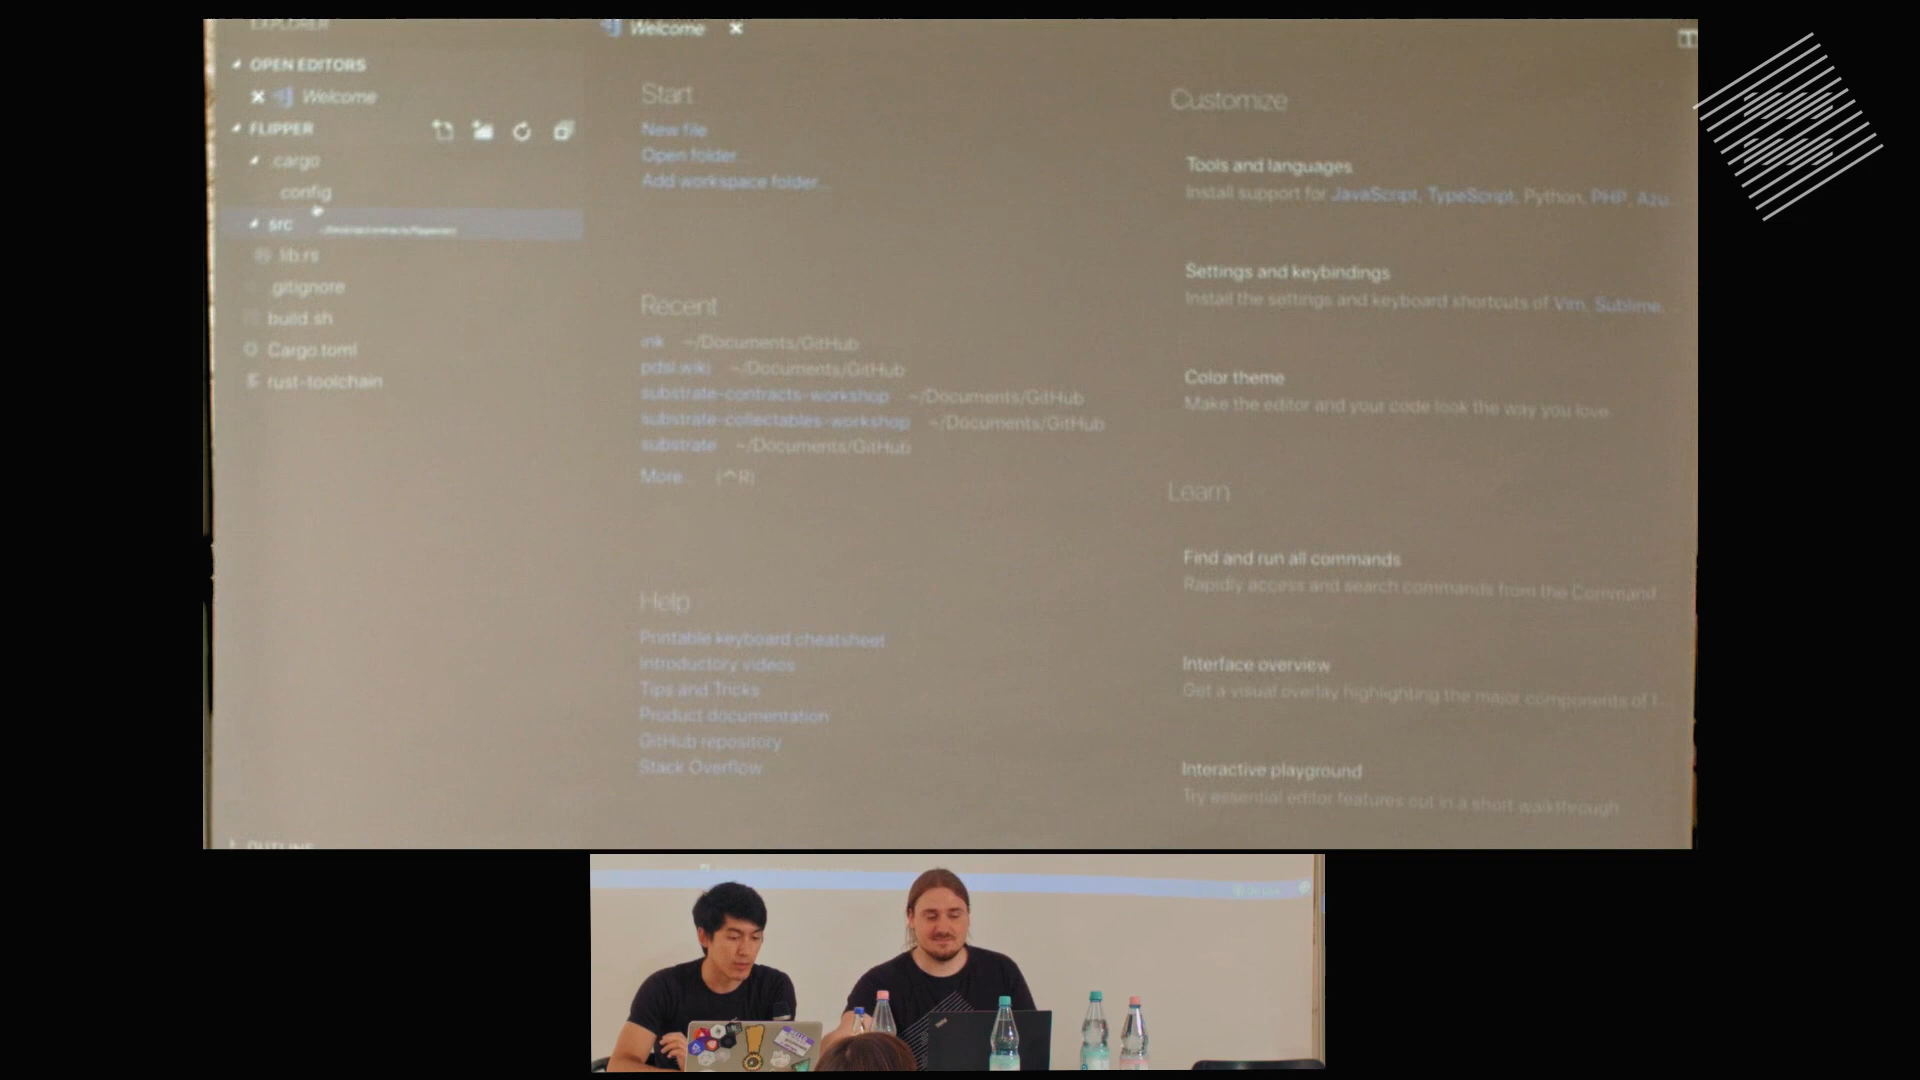 EXPLORER
OPEN EDITORS
Welcome
FLIPPER
.cargo
config
src
lib.rs
.gitignore
build.sh
Cargo.toml
rust-toolchain
OUTLINE
Welcome
Start
New file
Open folder...
Add workspace folder...
Recent
ink ~/Documents/GitHub
pdsl.wiki ~/Documents/GitHub
substrate-contracts-workshop ~/Documents/GitHub
substrate-collectables-workshop ~/Documents/GitHub
substrate ~/Documents/GitHub
More... (^R)
Help
Printable keyboard cheatsheet
Introductory videos
Tips and Tricks
Product documentation
GitHub repository
Stack Overflow
Customize
Tools and languages
Install support for JavaScript, TypeScript, Python, PHP, Azu...
Settings and keybindings
Install the settings and keyboard shortcuts of Vim, Sublime, ...
Color theme
Make the editor and your code look the way you love
Learn
Find and run all commands
Rapidly access and search commands from the Command ...
Interface overview
Get a visual overlay highlighting the major components of t...
Interactive playground
Try essential editor features out in a short walkthrough